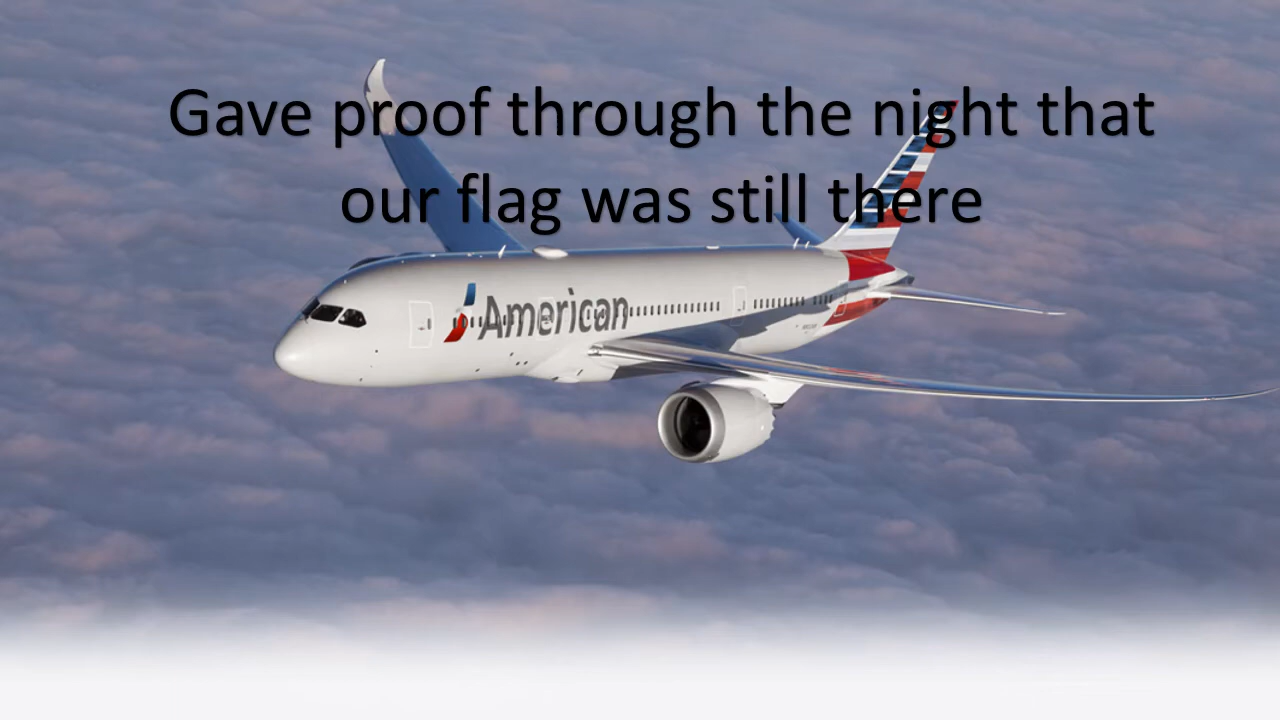 Gave proof through the night that
our flag was still there
American